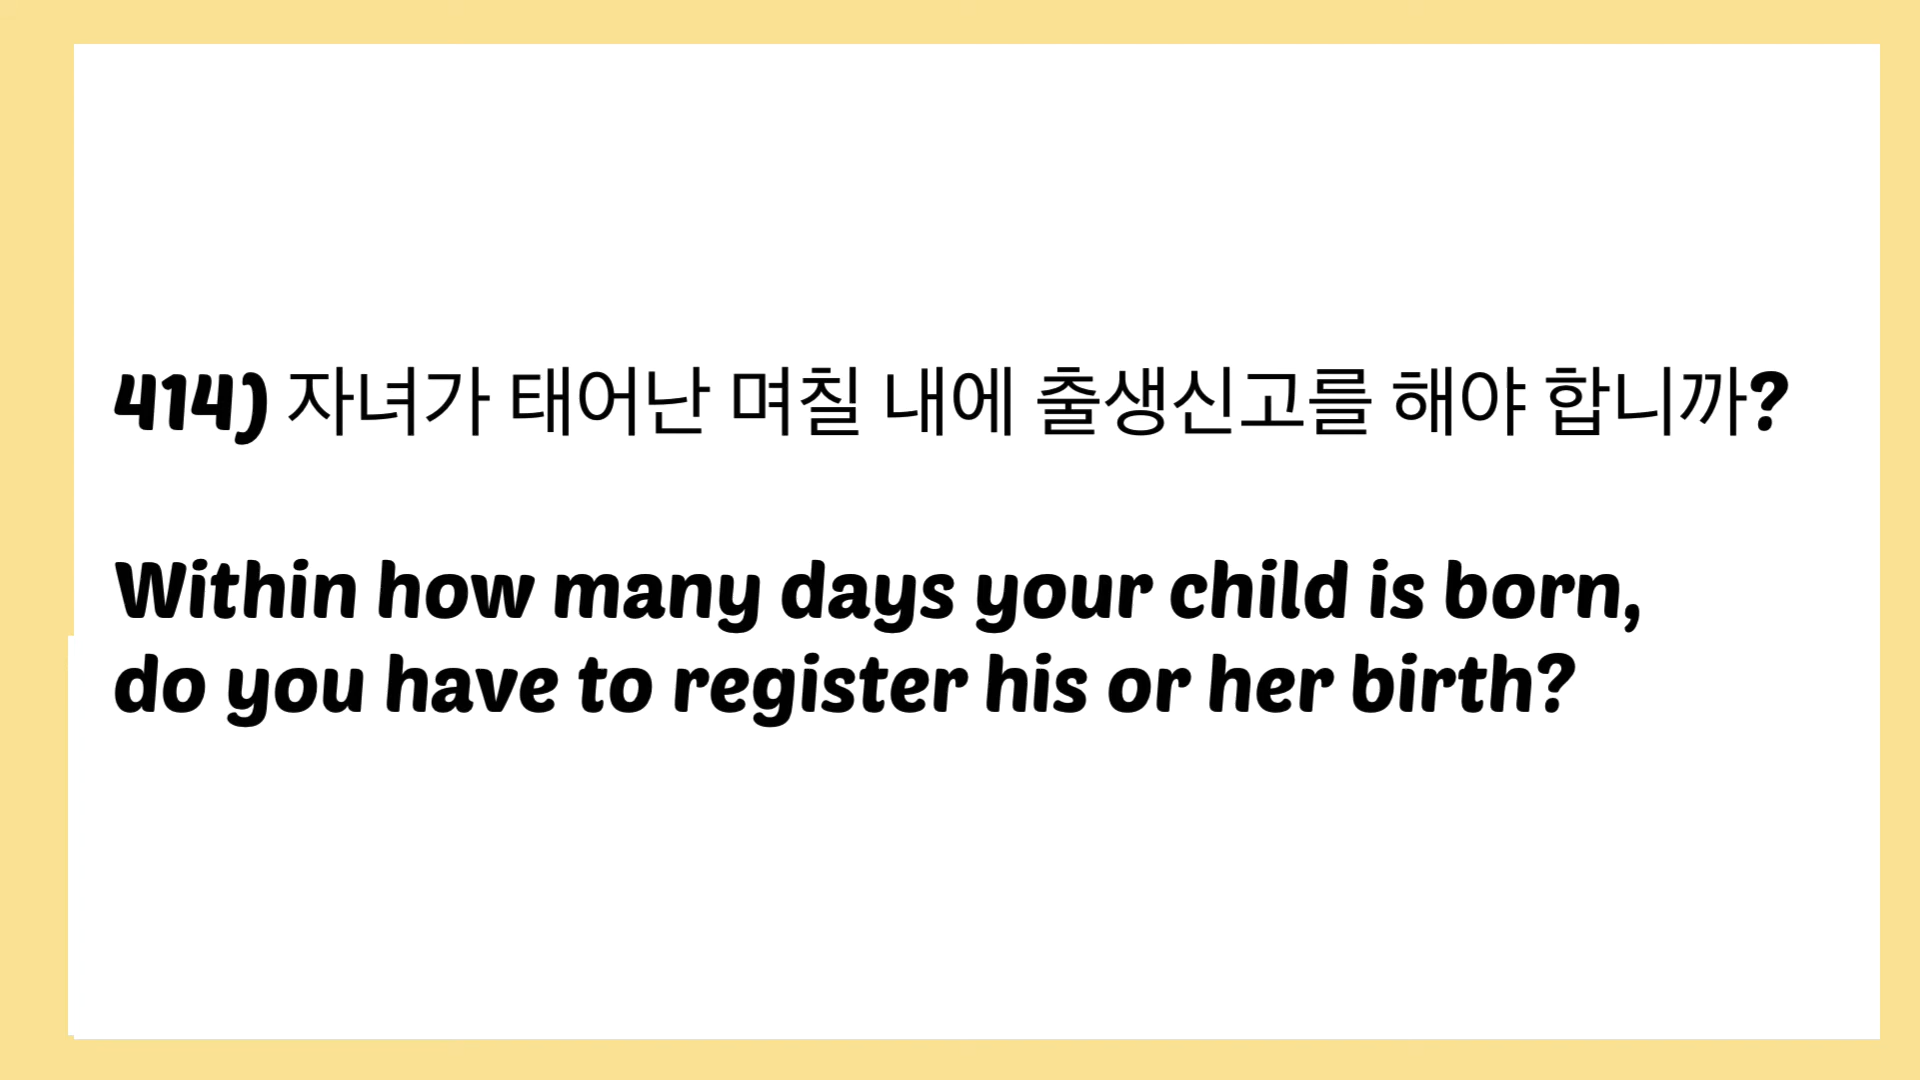 414) 자녀가 태어난 며칠 내에 출생신고를 해야 합니까?
Within how many days your child is born,
do you have to register his or her birth?